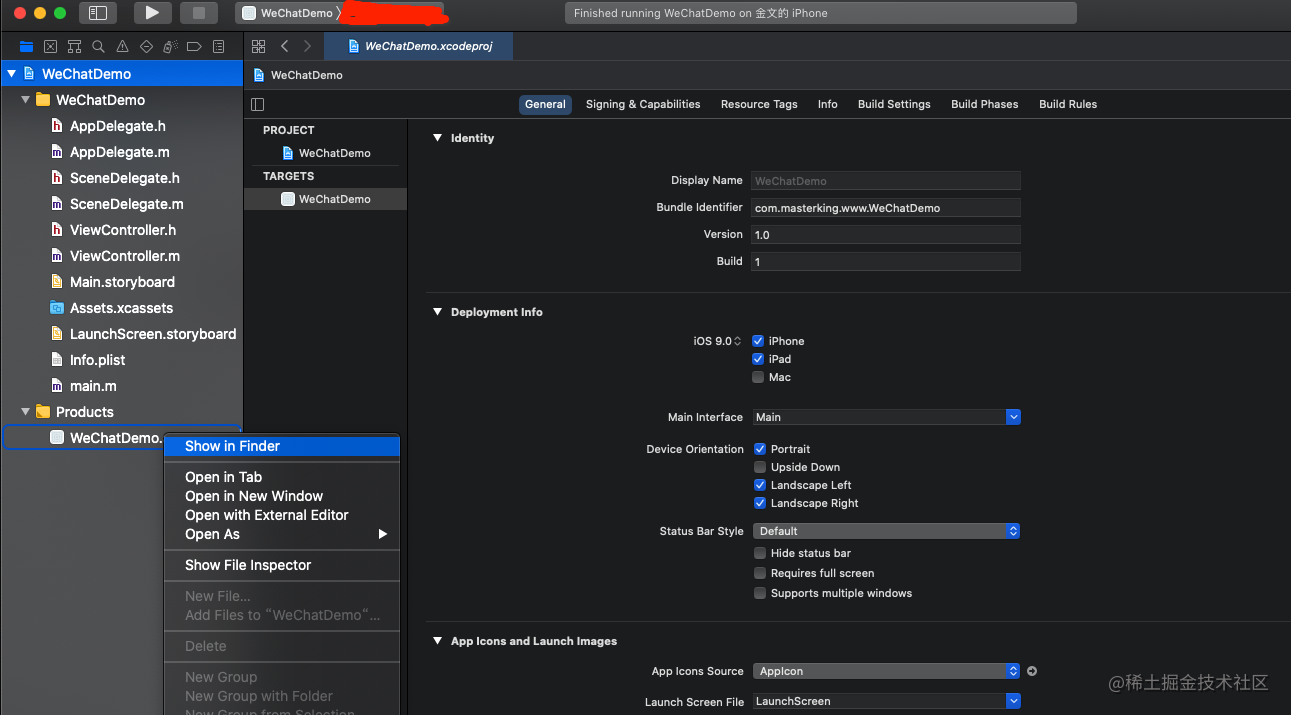 WeChatDemo
Finished running WeChatDemo on 金文的 iPhone
WeChatDemo.xcodeproj
WeChatDemo
WeChatDemo
WeChatDemo
AppDelegate.h
AppDelegate.m
SceneDelegate.h
SceneDelegate.m
ViewController.h
ViewController.m
Main.storyboard
Assets.xcassets
LaunchScreen.storyboard
Info.plist
main.m
Products
WeChatDemo.
Show in Finder
Open in Tab
Open in New Window
Open with External Editor
Open As
Show File Inspector
New File...
Add Files to “WeChatDemo”...
Delete
New Group
New Group with Folder
New Group from Selection
General Signing & Capabilities Resource Tags Info Build Settings Build Phases Build Rules
PROJECT
WeChatDemo
TARGETS
WeChatDemo
Identity
Display Name WeChatDemo
Bundle Identifier com.masterking.www.WeChatDemo
Version 1.0
Build 1
Deployment Info
iOS 9.0 iPhone
iPad
Mac
Main Interface Main
Device Orientation Portrait
Upside Down
Landscape Left
Landscape Right
Status Bar Style Default
Hide status bar
Requires full screen
Supports multiple windows
App Icons and Launch Images
App Icons Source AppIcon
Launch Screen File LaunchScreen
@稀土掘金技术社区